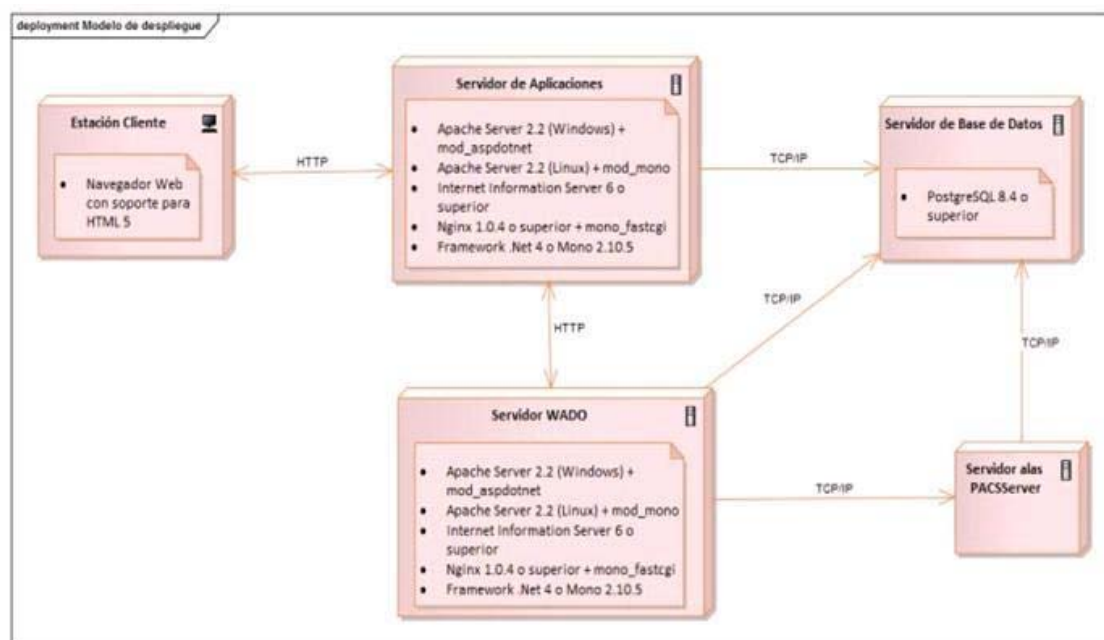 deployment Modelo de despliegue
Estación Cliente
• Navegador Web
con soporte para
HTML 5
HTTP
Servidor de Aplicaciones
• Apache Server 2.2 (Windows) +
mod_aspdotnet
• Apache Server 2.2 (Linux) + mod_mono
• Internet Information Server 6 o
superior
• Nginx 1.0.4 o superior + mono_fastcgi
• Framework .Net 4 o Mono 2.10.5
TCP/IP
Servidor de Base de Datos
• PostgreSQL 8.4 o
superior
HTTP
TCP/IP
TCP/IP
Servidor WADO
• Apache Server 2.2 (Windows) +
mod_aspdotnet
• Apache Server 2.2 (Linux) + mod_mono
• Internet Information Server 6 o
superior
• Nginx 1.0.4 o superior + mono_fastcgi
• Framework .Net 4 o Mono 2.10.5
TCP/IP
Servidor alas
PACSServer